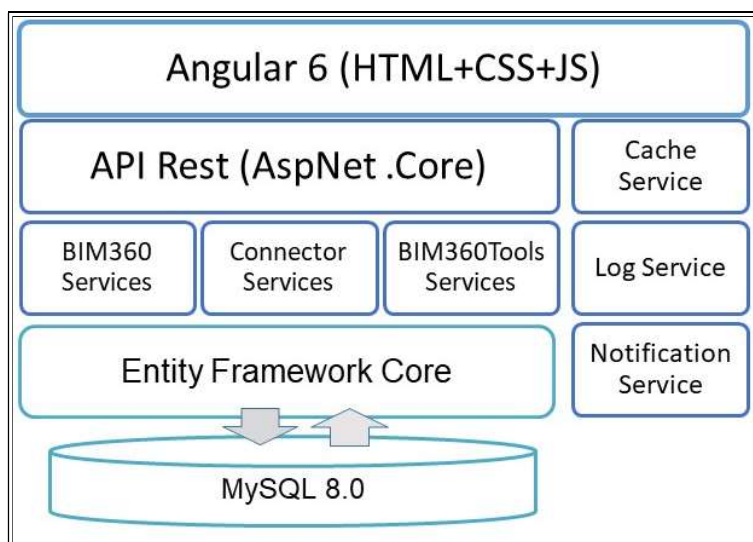 Angular 6 (HTML+CSS+JS)
API Rest (AspNet .Core)
Cache
Service
BIM360
Services
Connector
Services
BIM360Tools
Services
Log Service
Entity Framework Core
Notification
Service
MySQL 8.0